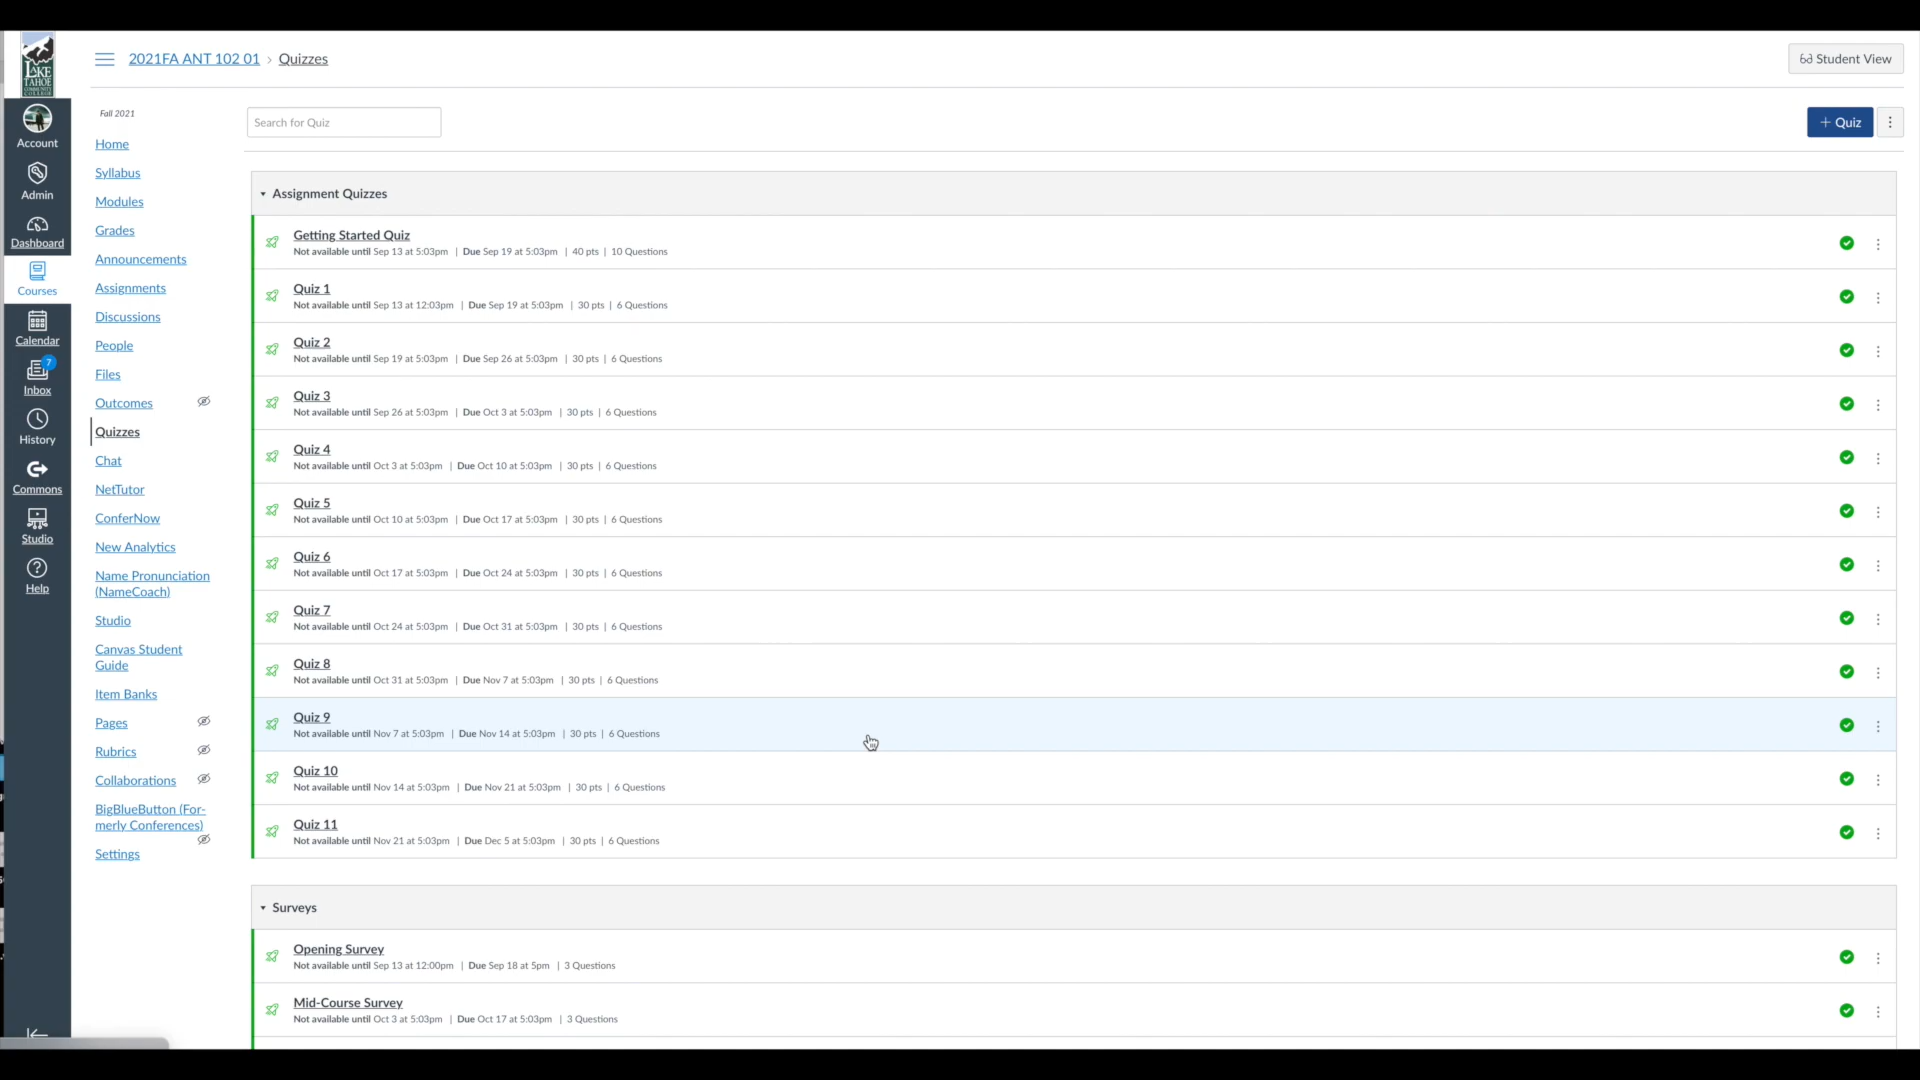 2021FA ANT 102 01 › Quizzes
Student View
LAKE
TAHOE
COMMUNITY
COLLEGE
Account
Admin
Dashboard
Courses
Calendar
7
Inbox
History
Commons
Studio
Help
Fall 2021
Home
Syllabus
Modules
Grades
Announcements
Assignments
Discussions
People
Files
Outcomes
Quizzes
Chat
NetTutor
ConferNow
New Analytics
Name Pronunciation
(NameCoach)
Studio
Canvas Student
Guide
Item Banks
Pages
Rubrics
Collaborations
BigBlueButton (For-
merly Conferences)
Settings
Search for Quiz
+ Quiz
Assignment Quizzes
Getting Started Quiz
Not available until Sep 13 at 5:03pm | Due Sep 19 at 5:03pm | 40 pts | 10 Questions
Quiz 1
Not available until Sep 13 at 12:03pm | Due Sep 19 at 5:03pm | 30 pts | 6 Questions
Quiz 2
Not available until Sep 19 at 5:03pm | Due Sep 26 at 5:03pm | 30 pts | 6 Questions
Quiz 3
Not available until Sep 26 at 5:03pm | Due Oct 3 at 5:03pm | 30 pts | 6 Questions
Quiz 4
Not available until Oct 3 at 5:03pm | Due Oct 10 at 5:03pm | 30 pts | 6 Questions
Quiz 5
Not available until Oct 10 at 5:03pm | Due Oct 17 at 5:03pm | 30 pts | 6 Questions
Quiz 6
Not available until Oct 17 at 5:03pm | Due Oct 24 at 5:03pm | 30 pts | 6 Questions
Quiz 7
Not available until Oct 24 at 5:03pm | Due Oct 31 at 5:03pm | 30 pts | 6 Questions
Quiz 8
Not available until Oct 31 at 5:03pm | Due Nov 7 at 5:03pm | 30 pts | 6 Questions
Quiz 9
Not available until Nov 7 at 5:03pm | Due Nov 14 at 5:03pm | 30 pts | 6 Questions
Quiz 10
Not available until Nov 14 at 5:03pm | Due Nov 21 at 5:03pm | 30 pts | 6 Questions
Quiz 11
Not available until Nov 21 at 5:03pm | Due Dec 5 at 5:03pm | 30 pts | 6 Questions
Surveys
Opening Survey
Not available until Sep 13 at 12:00pm | Due Sep 18 at 5pm | 3 Questions
Mid-Course Survey
Not available until Oct 3 at 5:03pm | Due Oct 17 at 5:03pm | 3 Questions